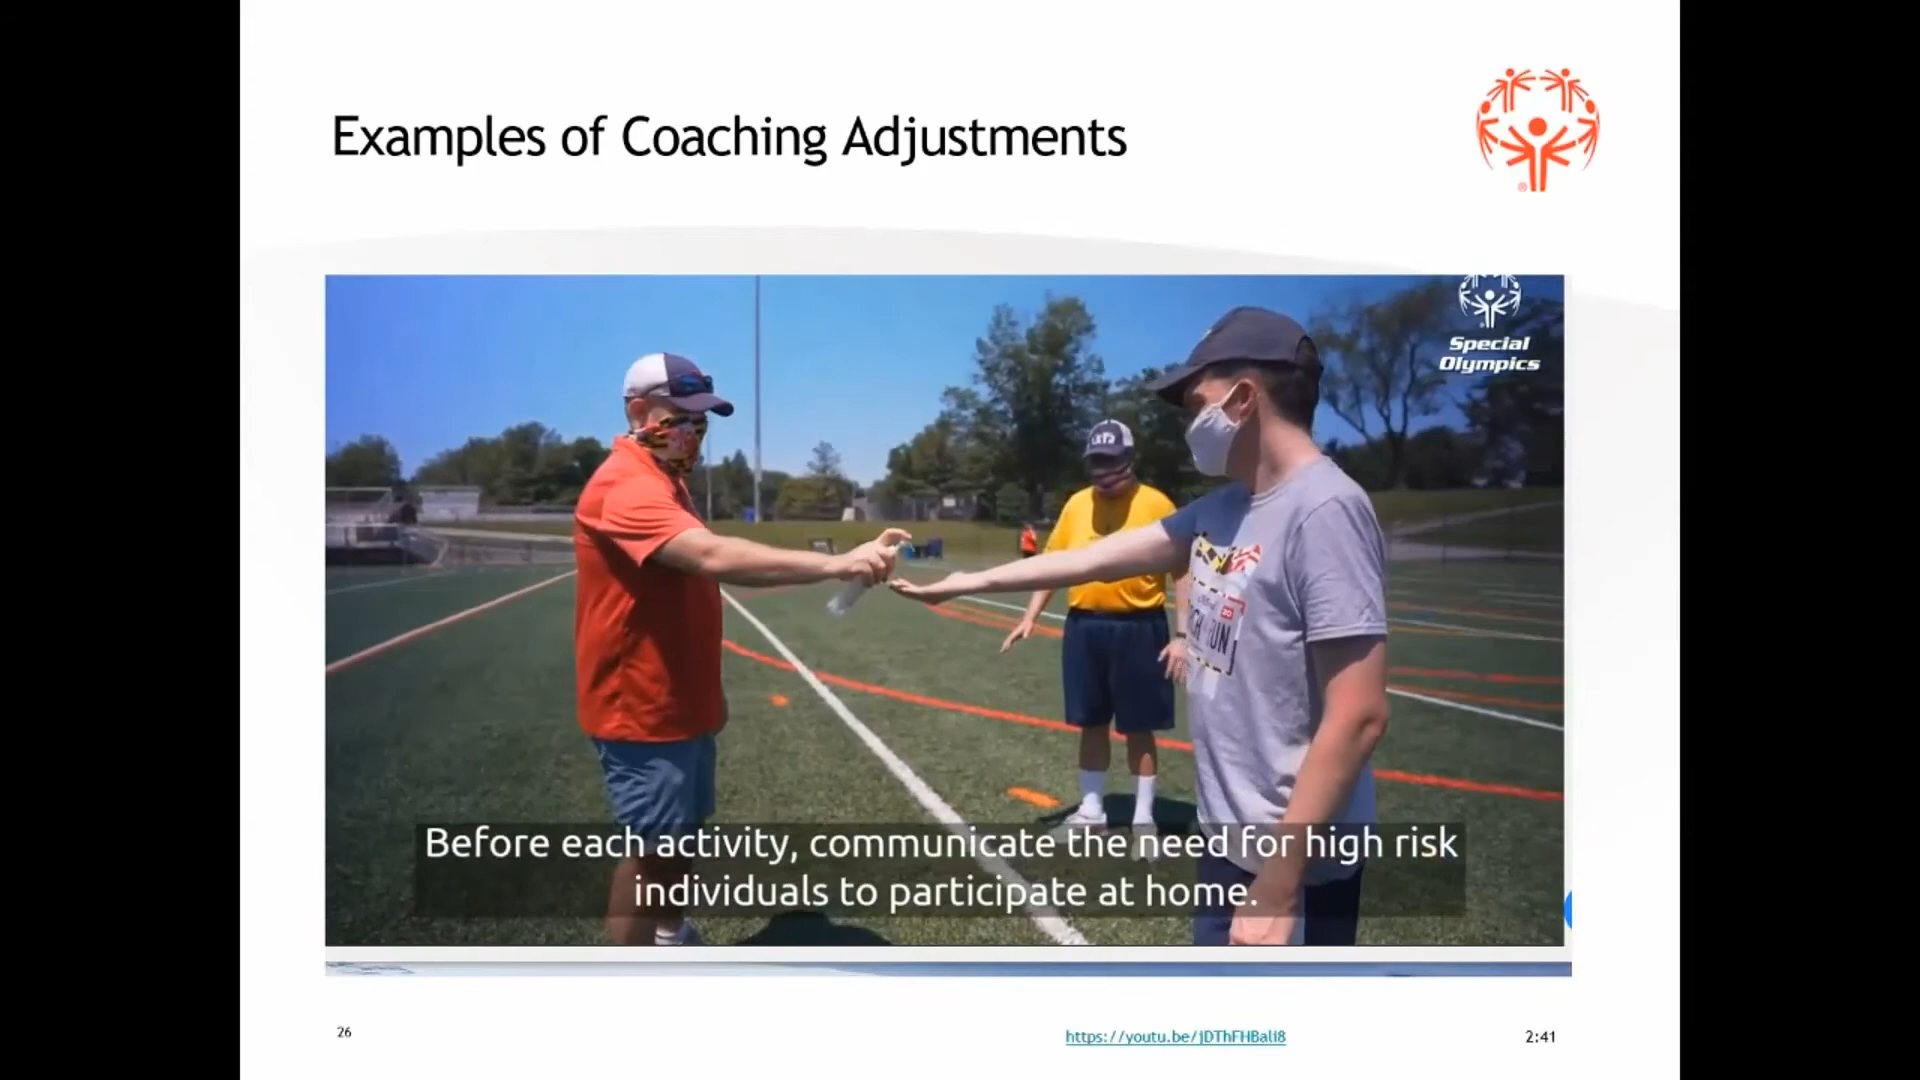 Examples of Coaching Adjustments
®
Special
Olympics
Before each activity, communicate the need for high risk
individuals to participate at home.
26
https://youtu.be/jDThFHBali8
2:41